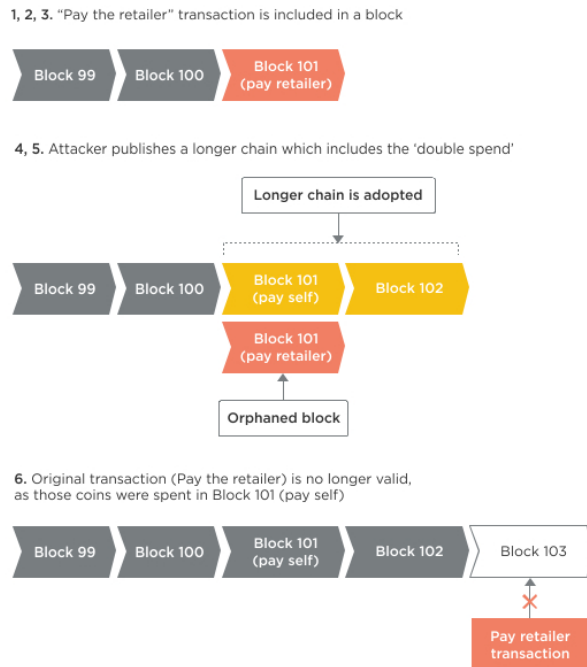 1, 2, 3. “Pay the retailer” transaction is included in a block
Block 99
Block 100
Block 101
(pay retailer)
4, 5. Attacker publishes a longer chain which includes the ‘double spend’
Longer chain is adopted
Block 99
Block 100
Block 101
(pay self)
Block 102
Block 101
(pay retailer)
Orphaned block
6. Original transaction (Pay the retailer) is no longer valid,
as those coins were spent in Block 101 (pay self)
Block 99
Block 100
Block 101
(pay self)
Block 102
Block 103
Pay retailer
transaction